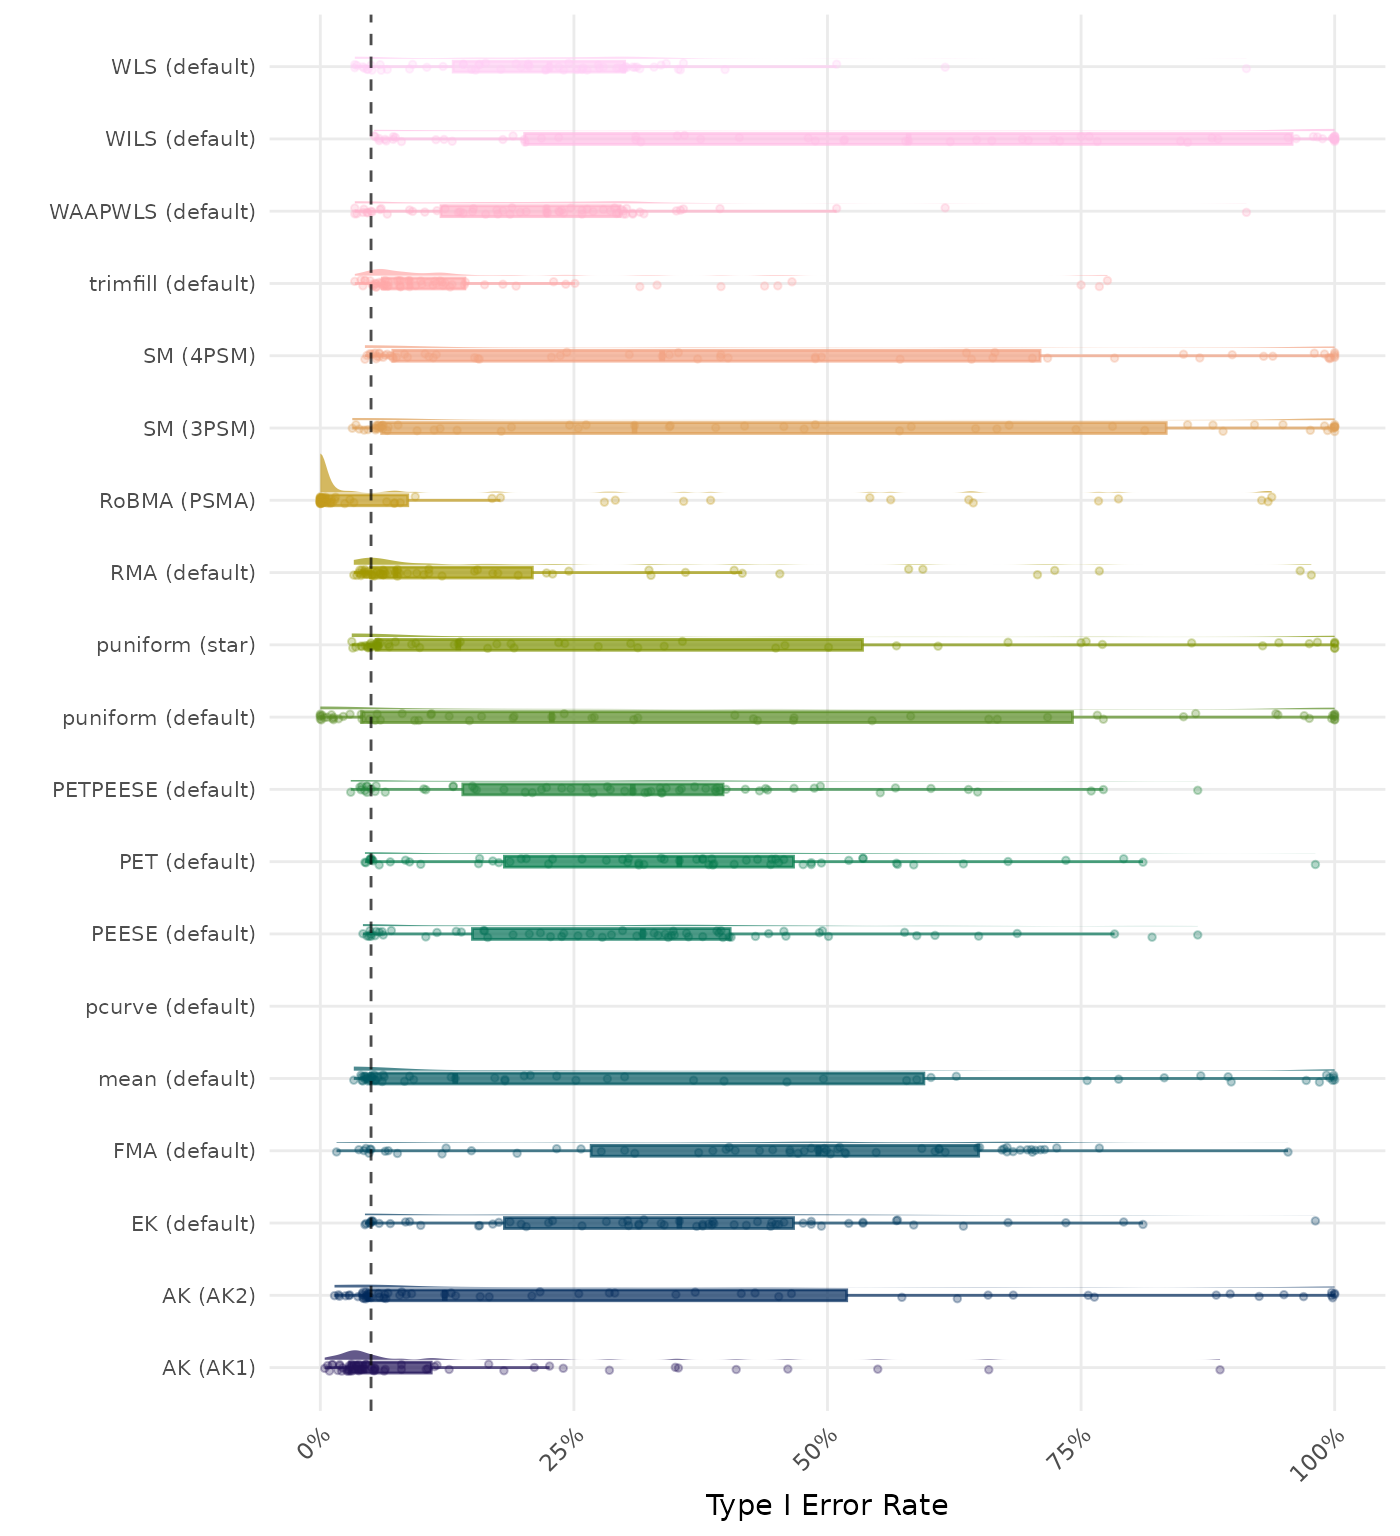 WLS (default)
WILS (default)
WAAPWLS (default)
trimfill (default)
SM (4PSM)
SM (3PSM)
RoBMA (PSMA)
RMA (default)
puniform (star)
puniform (default)
PETPEESE (default)
PET (default)
PEESE (default)
pcurve (default)
mean (default)
FMA (default)
EK (default)
AK (AK2)
AK (AK1)
0%
25%
50%
75%
100%
Type I Error Rate